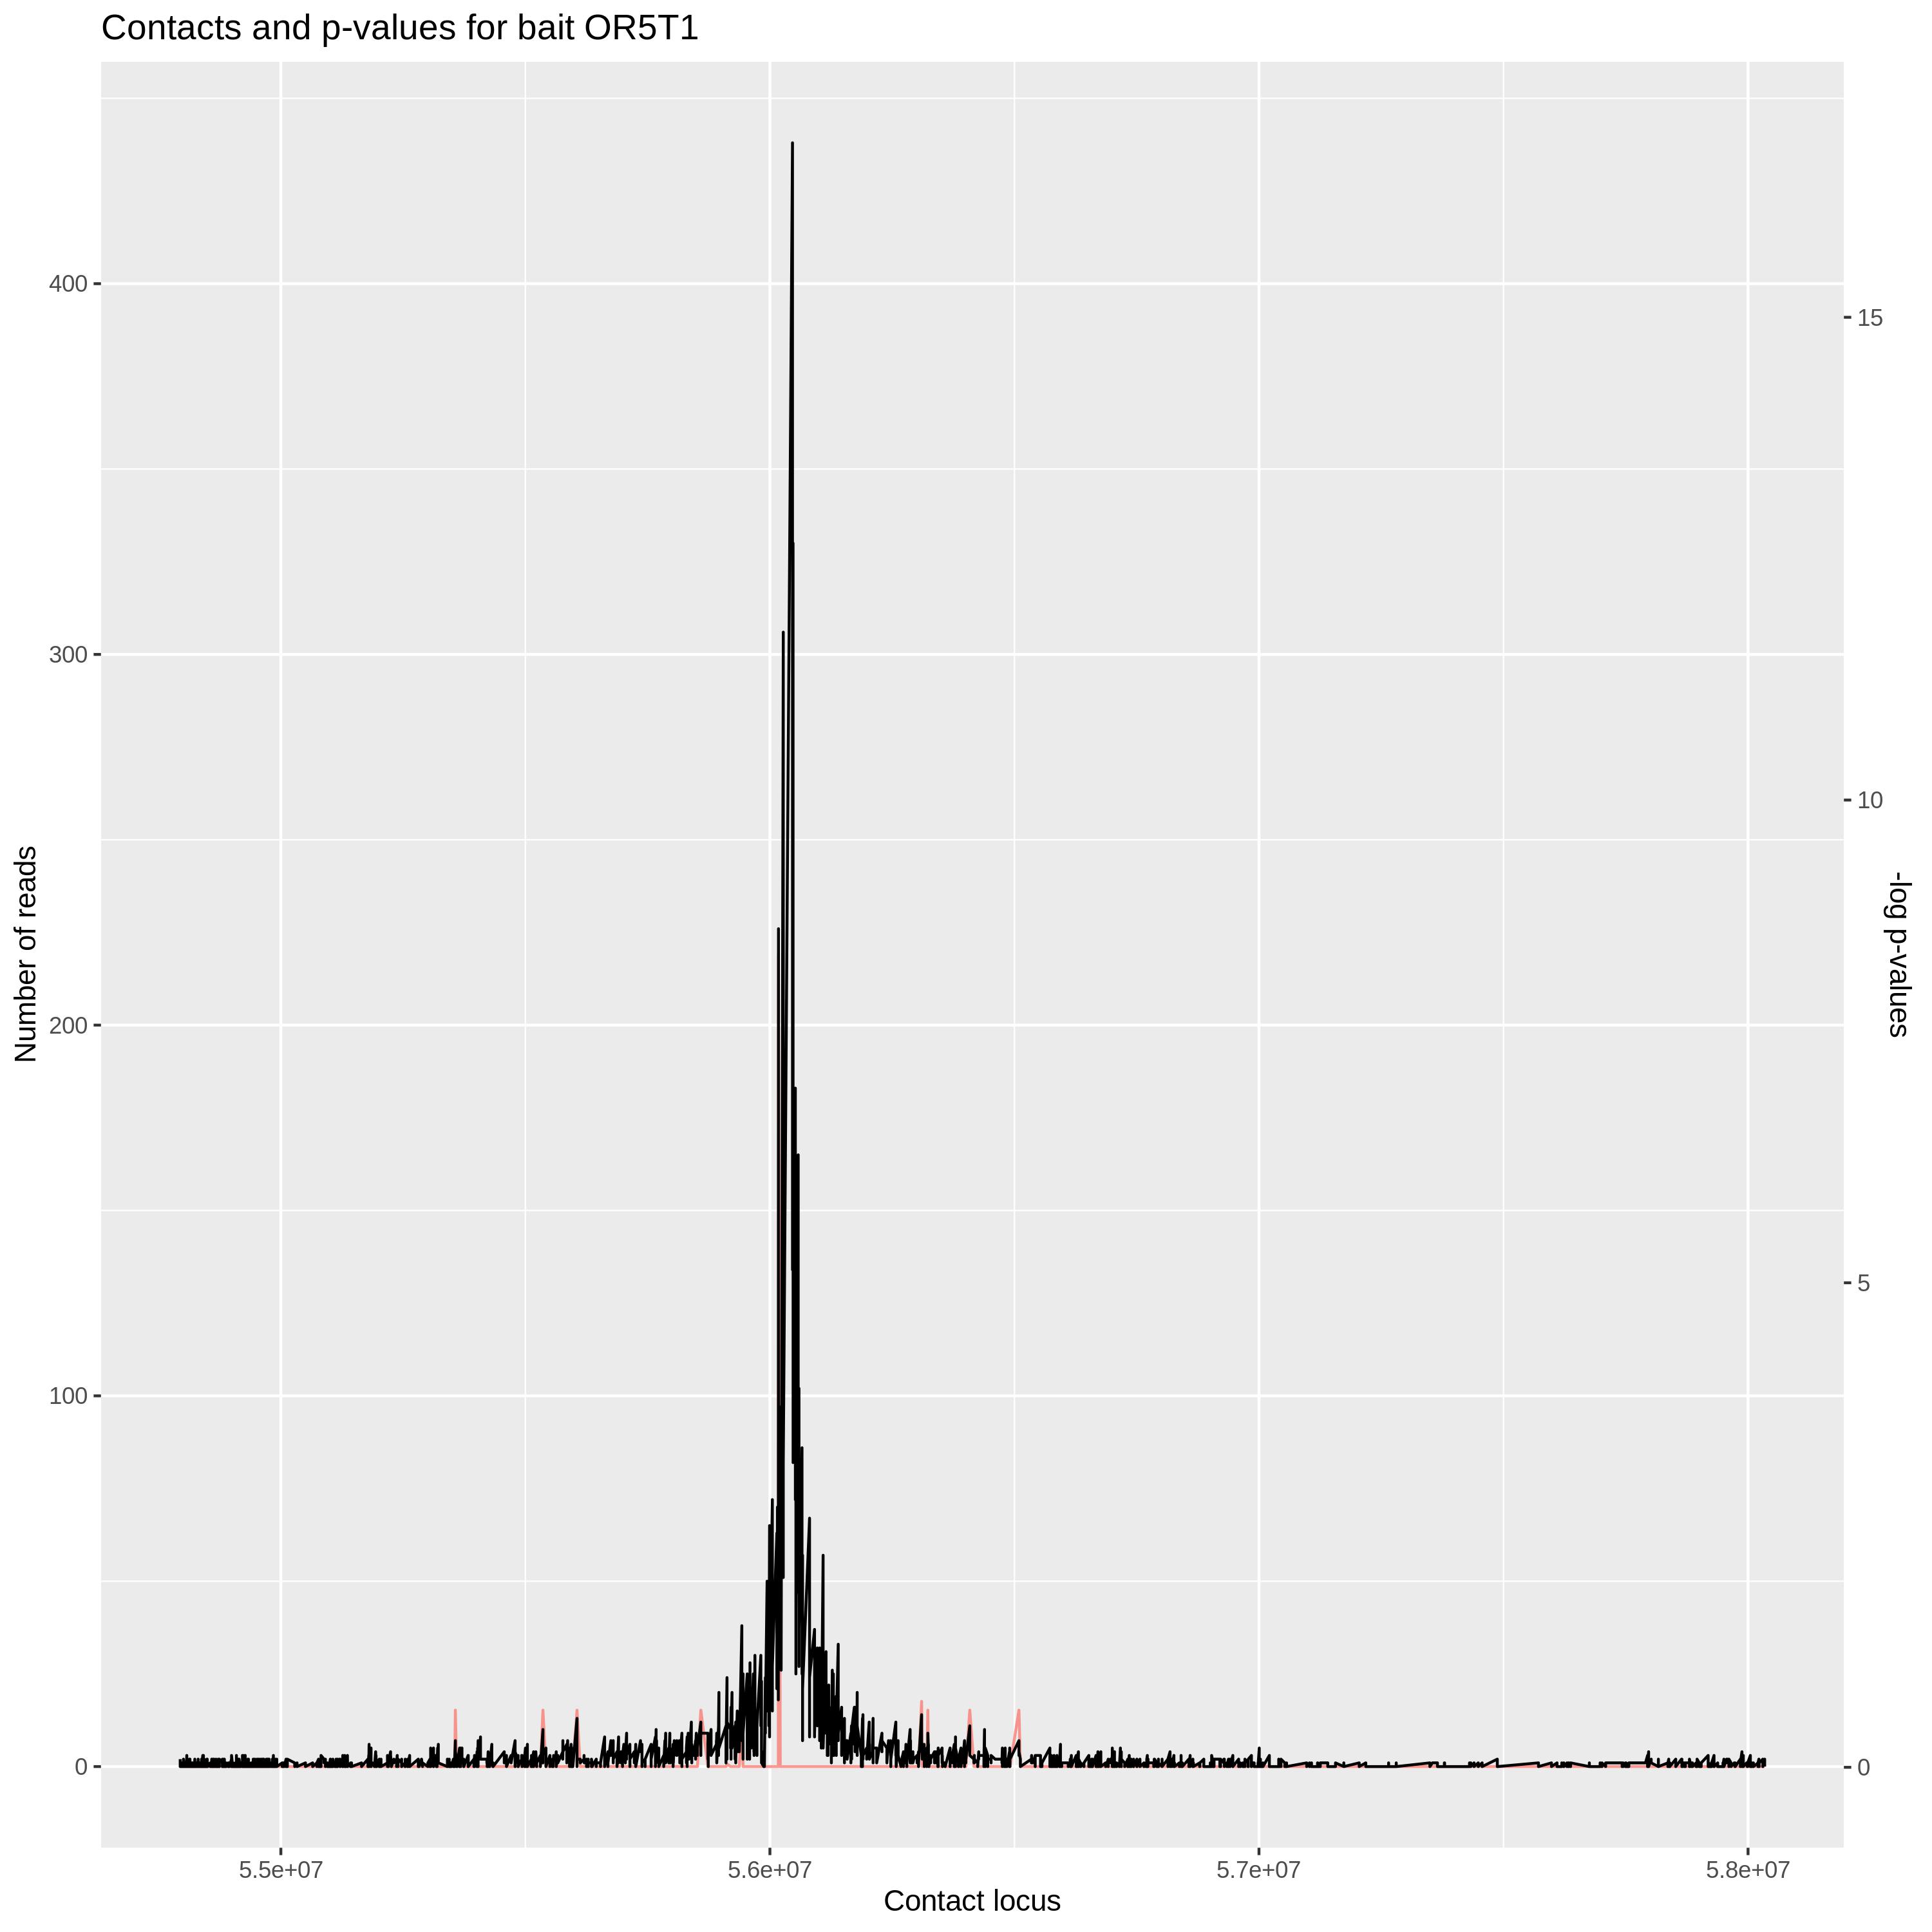 Contacts and p-values for bait OR5T1
400
300
200
100
0
Number of reads
15
10
5
0
-log p-values
5.5e+07
5.6e+07
5.7e+07
5.8e+07
Contact locus